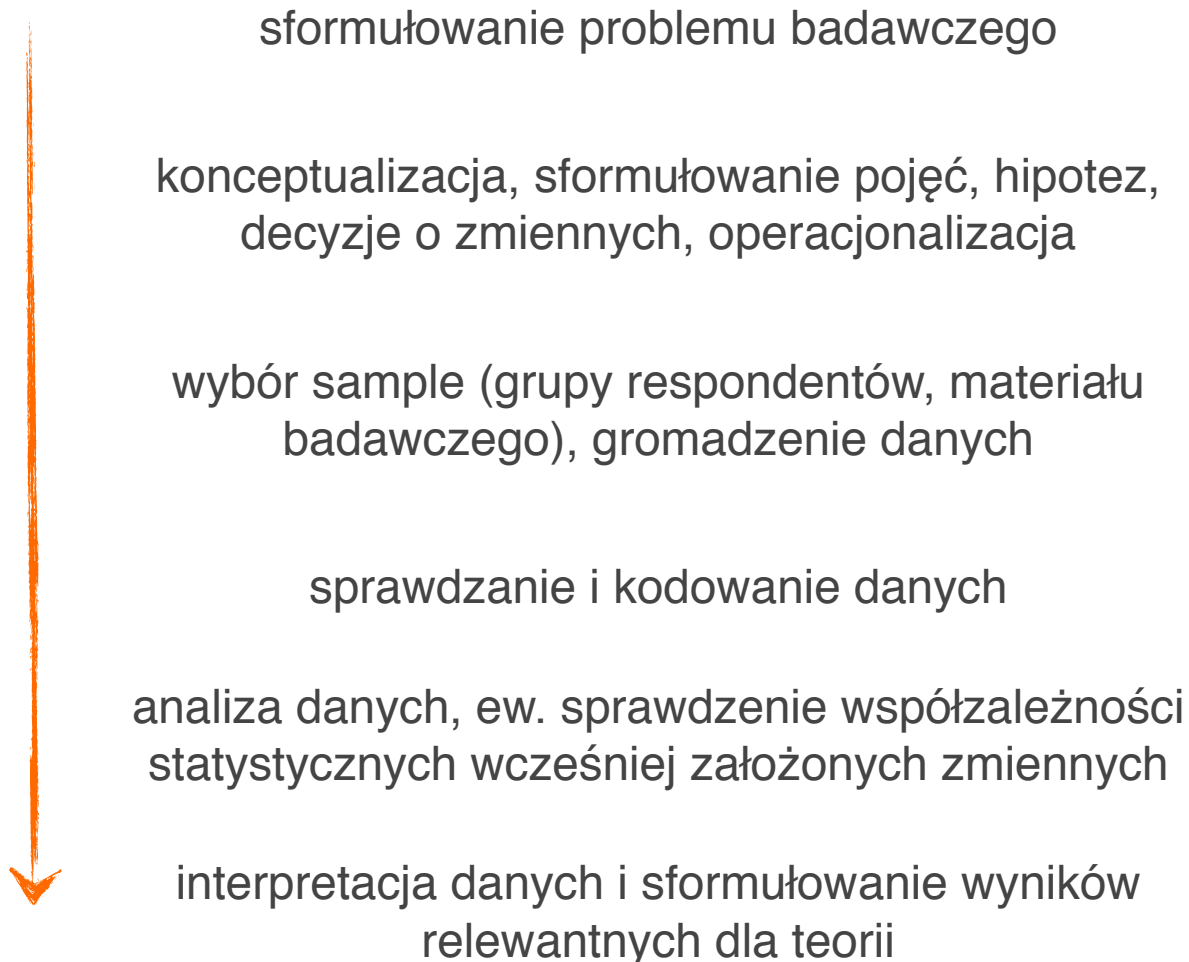 sformułowanie problemu badawczego
konceptualizacja, sformułowanie pojęć, hipotez,
decyzje o zmiennych, operacjonalizacja
wybór sample (grupy respondentów, materiału
badawczego), gromadzenie danych
sprawdzanie i kodowanie danych
analiza danych, ew. sprawdzenie współzależności
statystycznych wcześniej założonych zmiennych
interpretacja danych i sformułowanie wyników
relewantnych dla teorii